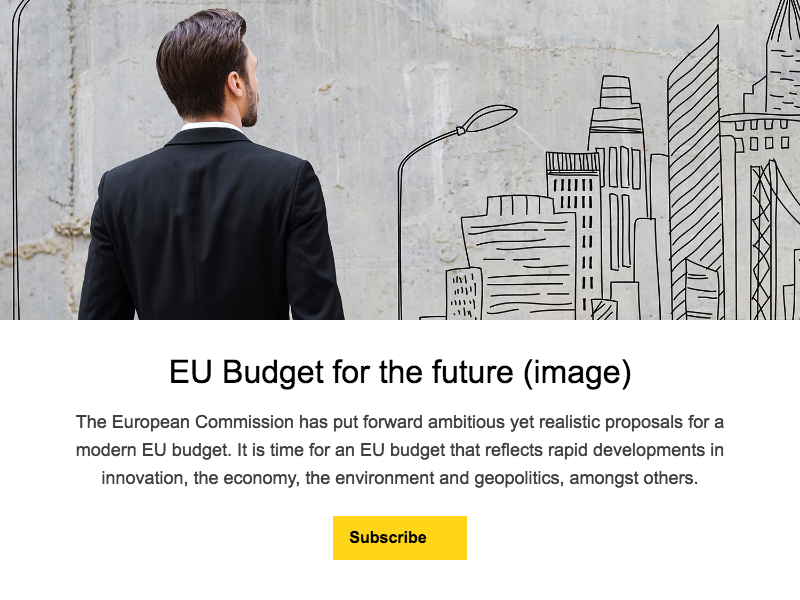 EU Budget for the future (image)
The European Commission has put forward ambitious yet realistic proposals for a
modern EU budget. It is time for an EU budget that reflects rapid developments in
innovation, the economy, the environment and geopolitics, amongst others.
Subscribe